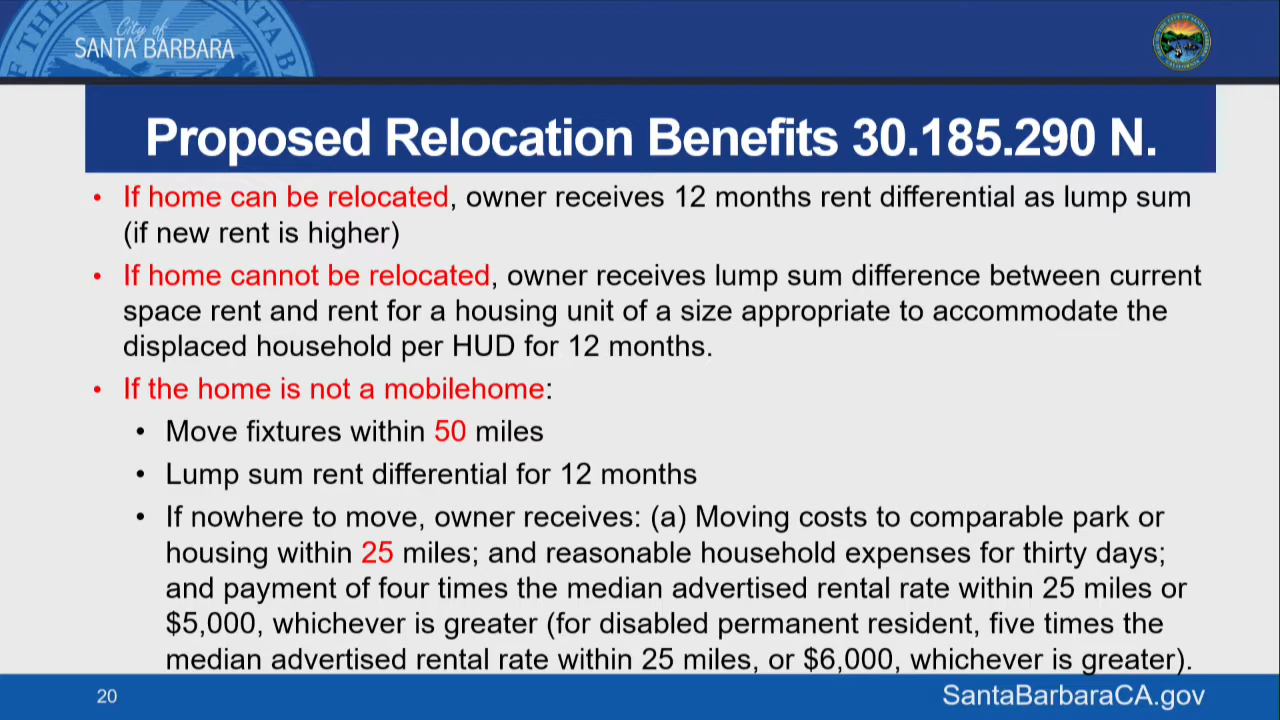 City of
SANTA BARBARA
Proposed Relocation Benefits 30.185.290 N.
• If home can be relocated, owner receives 12 months rent differential as lump sum
(if new rent is higher)
• If home cannot be relocated, owner receives lump sum difference between current
space rent and rent for a housing unit of a size appropriate to accommodate the
displaced household per HUD for 12 months.
• If the home is not a mobilehome:
• Move fixtures within 50 miles
• Lump sum rent differential for 12 months
• If nowhere to move, owner receives: (a) Moving costs to comparable park or
housing within 25 miles; and reasonable household expenses for thirty days;
and payment of four times the median advertised rental rate within 25 miles or
$5,000, whichever is greater (for disabled permanent resident, five times the
median advertised rental rate within 25 miles, or $6,000, whichever is greater).
20
SantaBarbaraCA.gov